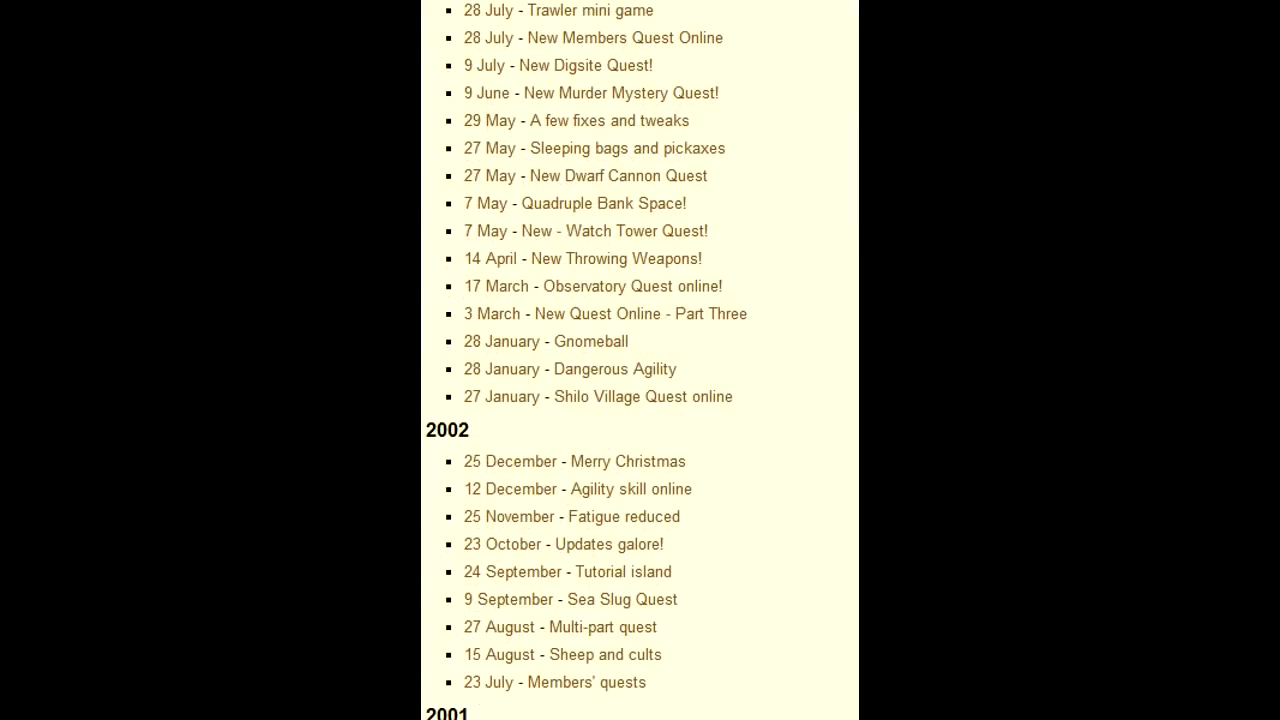 28 July - Trawler mini game
28 July - New Members Quest Online
9 July - New Digsite Quest!
9 June - New Murder Mystery Quest!
29 May - A few fixes and tweaks
27 May - Sleeping bags and pickaxes
27 May - New Dwarf Cannon Quest
7 May - Quadruple Bank Space!
7 May - New - Watch Tower Quest!
14 April - New Throwing Weapons!
17 March - Observatory Quest online!
3 March - New Quest Online - Part Three
28 January - Gnomeball
28 January - Dangerous Agility
27 January - Shilo Village Quest online
2002
25 December - Merry Christmas
12 December - Agility skill online
25 November - Fatigue reduced
23 October - Updates galore!
24 September - Tutorial island
9 September - Sea Slug Quest
27 August - Multi-part quest
15 August - Sheep and cults
23 July - Members' quests
2001